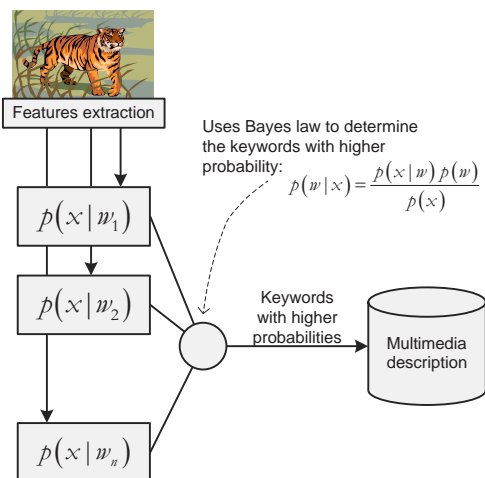 Features extraction
Uses Bayes law to determine
the keywords with higher
probability:
p(w | x) = p(x | w) p(w) / p(x)
p(x | w₁)
p(x | w₂)
Keywords
with higher
probabilities
Multimedia
description
p(x | wₙ)